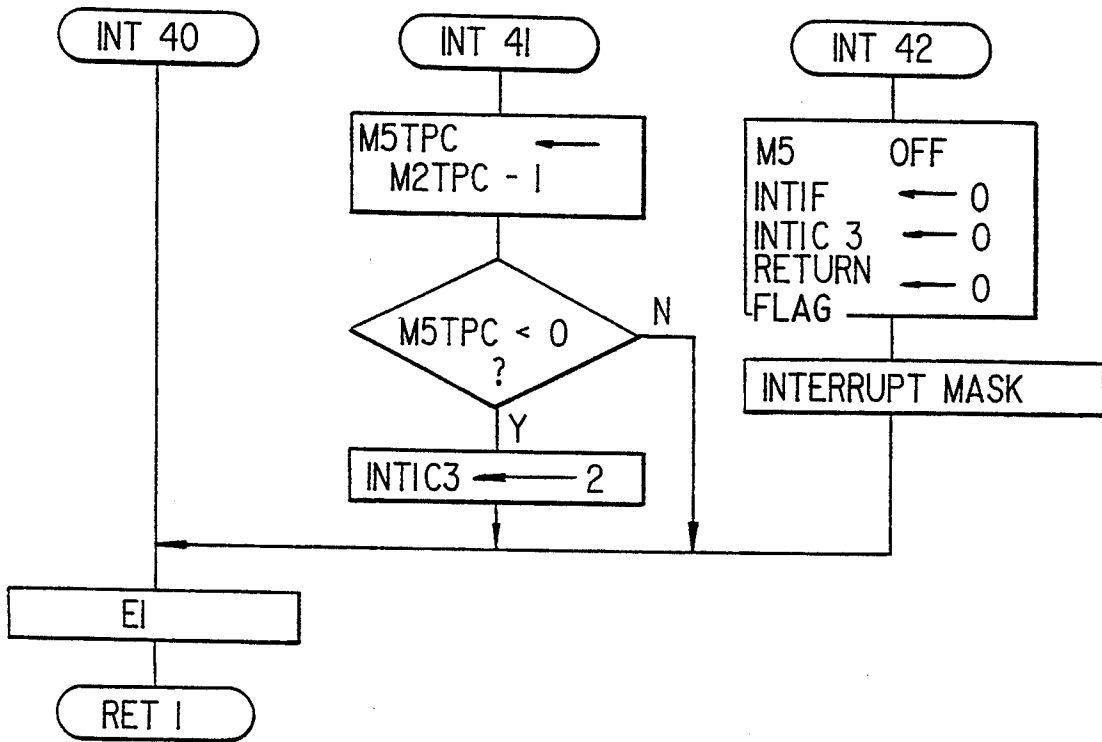 INT 40
INT 41
INT 42
M5TPC ←
M2TPC - 1
M5TPC < 0
?
N
Y
INTIC3 ← 2
M5 OFF
INTIF ← 0
INTIC 3 ← 0
RETURN
FLAG ← 0
INTERRUPT MASK
EI
RET I